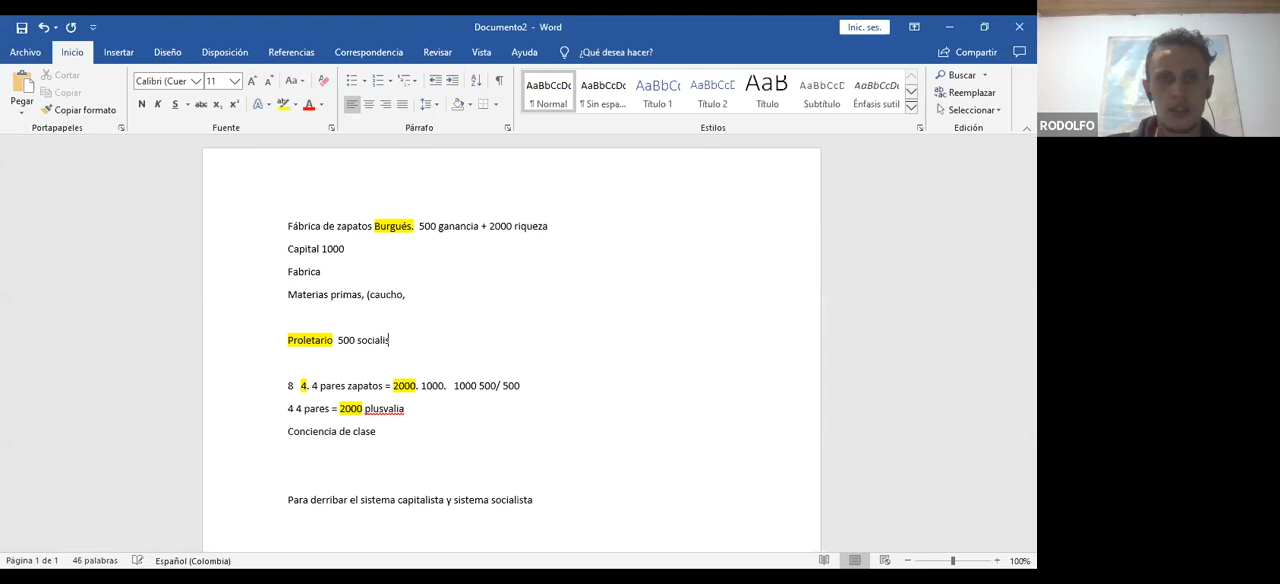 Documento2 - Word
Inic. ses.
Archivo Inicio Insertar Diseño Disposición Referencias Correspondencia Revisar Vista Ayuda ¿Qué desea hacer? Compartir
Pegar
Cortar
Copiar
Copiar formato
Portapapeles
Calibri (Cuer 11
N K S abc x₂ x²
Fuente
Párrafo
AaBbCcDc AaBbCcDc AaBbCc AaBbCcD AaB AaBbCcD AaBbCcDc
¶ Normal ¶ Sin espa... Título 1 Título 2 Título Subtítulo Énfasis sutil
Estilos
Buscar
Reemplazar
Seleccionar
Edición
RODOLFO
Fábrica de zapatos Burgués. 500 ganancia + 2000 riqueza
Capital 1000
Fabrica
Materias primas, (caucho,
Proletario 500 socialis
8 4. 4 pares zapatos = 2000. 1000. 1000 500/ 500
4 4 pares = 2000 plusvalia
Conciencia de clase
Para derribar el sistema capitalista y sistema socialista
Página 1 de 1 46 palabras Español (Colombia) 100%